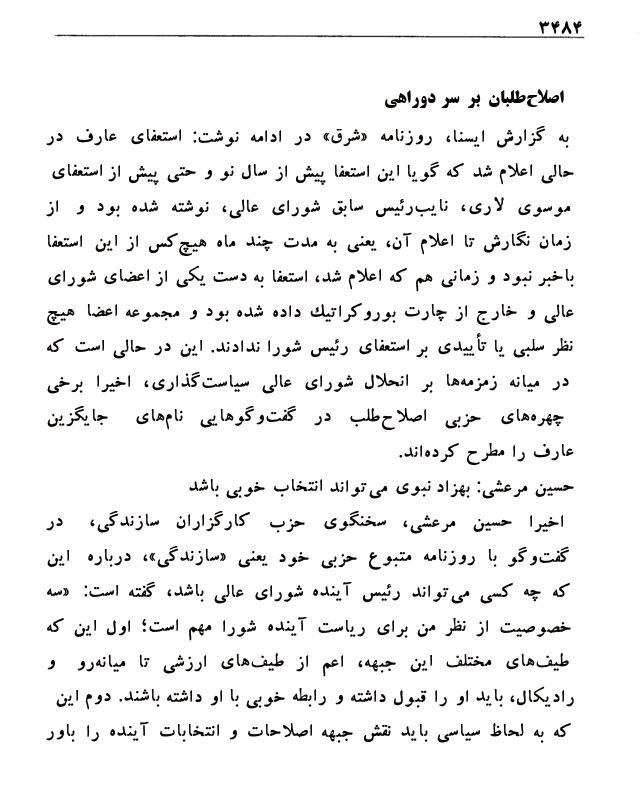 ۳۴۸۴
اصلاح‌طلبان بر سر دوراهی
به گزارش ایسنا، روزنامه «شرق» در ادامه نوشت: استعفای عارف در
حالی اعلام شد که گویا این استعفا پیش از سال نو و حتی پیش از استعفای
موسوی لاری، نایب‌رئیس سابق شورای عالی، نوشته شده بود و از
زمان نگارش تا اعلام آن، یعنی به مدت چند ماه هیچ‌کس از این استعفا
باخبر نبود و زمانی هم که اعلام شد، استعفا به دست یکی از اعضای شورای
عالی و خارج از چارت بوروکراتیك داده شده بود و مجموعه اعضا هیچ
نظر سلبی یا تأییدی بر استعفای رئیس شورا ندادند. این در حالی است که
در میانه زمزمه‌ها بر انحلال شورای عالی سیاست‌گذاری، اخیرا برخی
چهره‌های حزبی اصلاح‌طلب در گفت‌وگوهایی نام‌های جایگزین
عارف را مطرح کرده‌اند.
حسین مرعشی: بهزاد نبوی می‌تواند انتخاب خوبی باشد
اخیرا حسین مرعشی، سخنگوی حزب کارگزاران سازندگی، در
گفت‌وگو با روزنامه متبوع حزبی خود یعنی «سازندگی»، درباره این
که چه کسی می‌تواند رئیس آینده شورای عالی باشد، گفته است: «سه
خصوصیت از نظر من برای ریاست آینده شورا مهم است؛ اول این که
طیف‌های مختلف این جبهه، اعم از طیف‌های ارزشی تا میانه‌رو و
رادیکال، باید او را قبول داشته و رابطه خوبی با او داشته باشند. دوم این
که به لحاظ سیاسی باید نقش جبهه اصلاحات و انتخابات آینده را باور